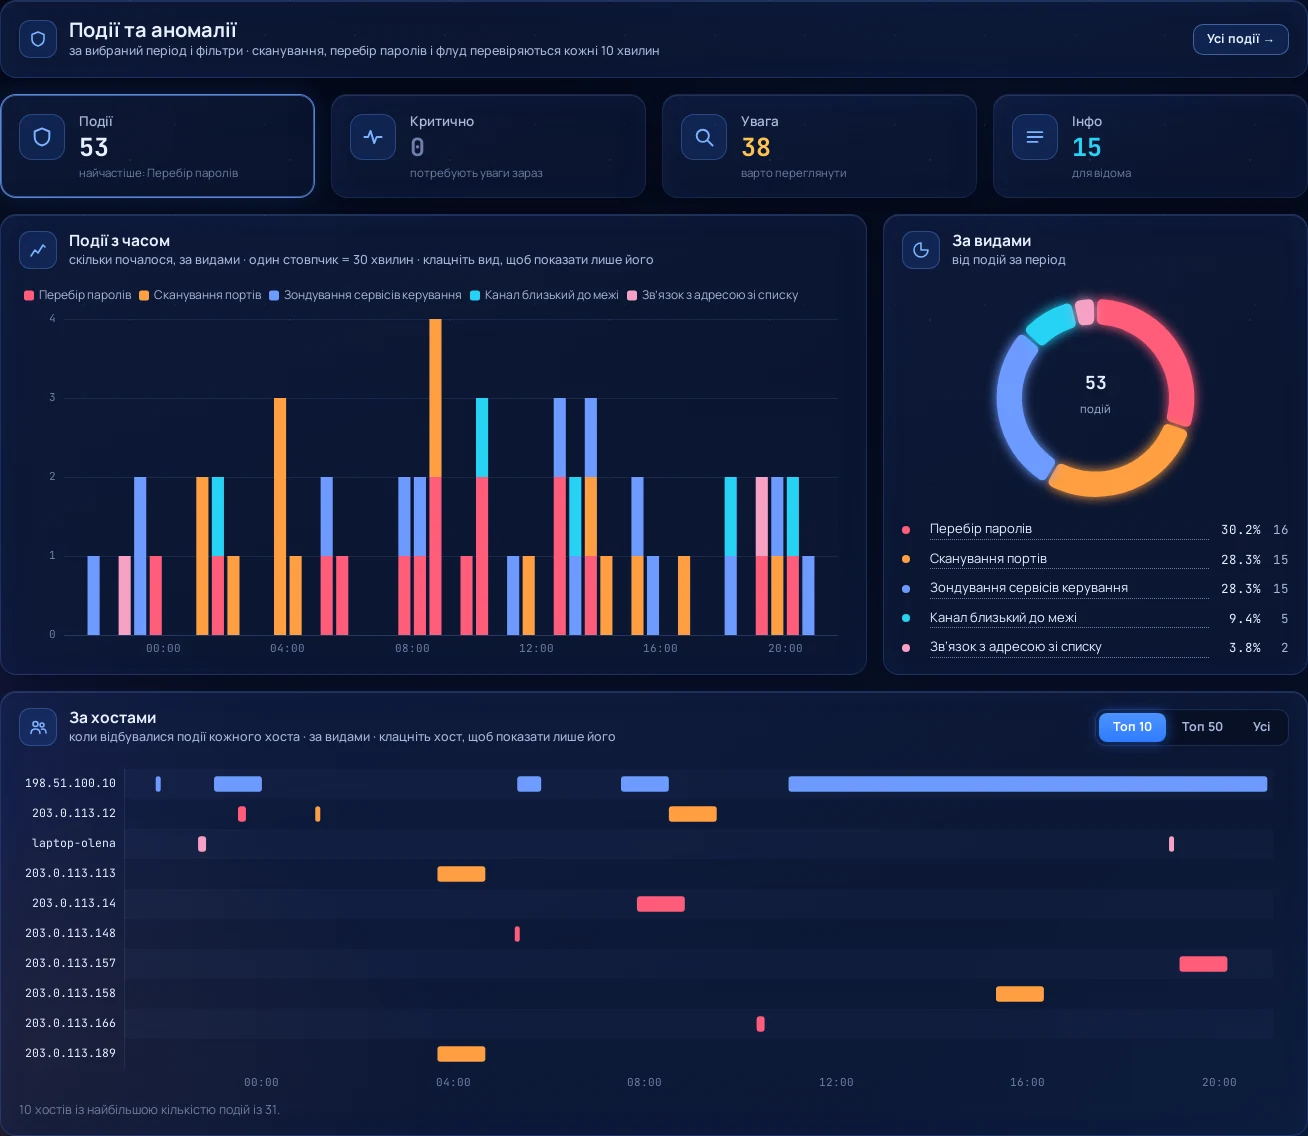 Події та аномалії
за вибраний період і фільтри · сканування, перебір паролів і флуд перевіряються кожні 10 хвилин
Усі події →
Події
53
найчастіше: Перебір паролів
Критично
0
потребують уваги зараз
Увага
38
варто переглянути
Інфо
15
для відома
Події з часом
скільки почалося, за видами · один стовпчик = 30 хвилин · клацніть вид, щоб показати лише його
Перебір паролів Сканування портів Зондування сервісів керування Канал близький до межі Зв'язок з адресою зі списку
4
3
2
1
0
00:00 04:00 08:00 12:00 16:00 20:00
За видами
від подій за період
53
подій
Перебір паролів 30.2% 16
Сканування портів 28.3% 15
Зондування сервісів керування 28.3% 15
Канал близький до межі 9.4% 5
Зв'язок з адресою зі списку 3.8% 2
За хостами
коли відбувалися події кожного хоста · за видами · клацніть хост, щоб показати лише його
Топ 10 Топ 50 Усі
198.51.100.10
203.0.113.12
laptop-olena
203.0.113.113
203.0.113.14
203.0.113.148
203.0.113.157
203.0.113.158
203.0.113.166
203.0.113.189
00:00 04:00 08:00 12:00 16:00 20:00
10 хостів із найбільшою кількістю подій із 31.